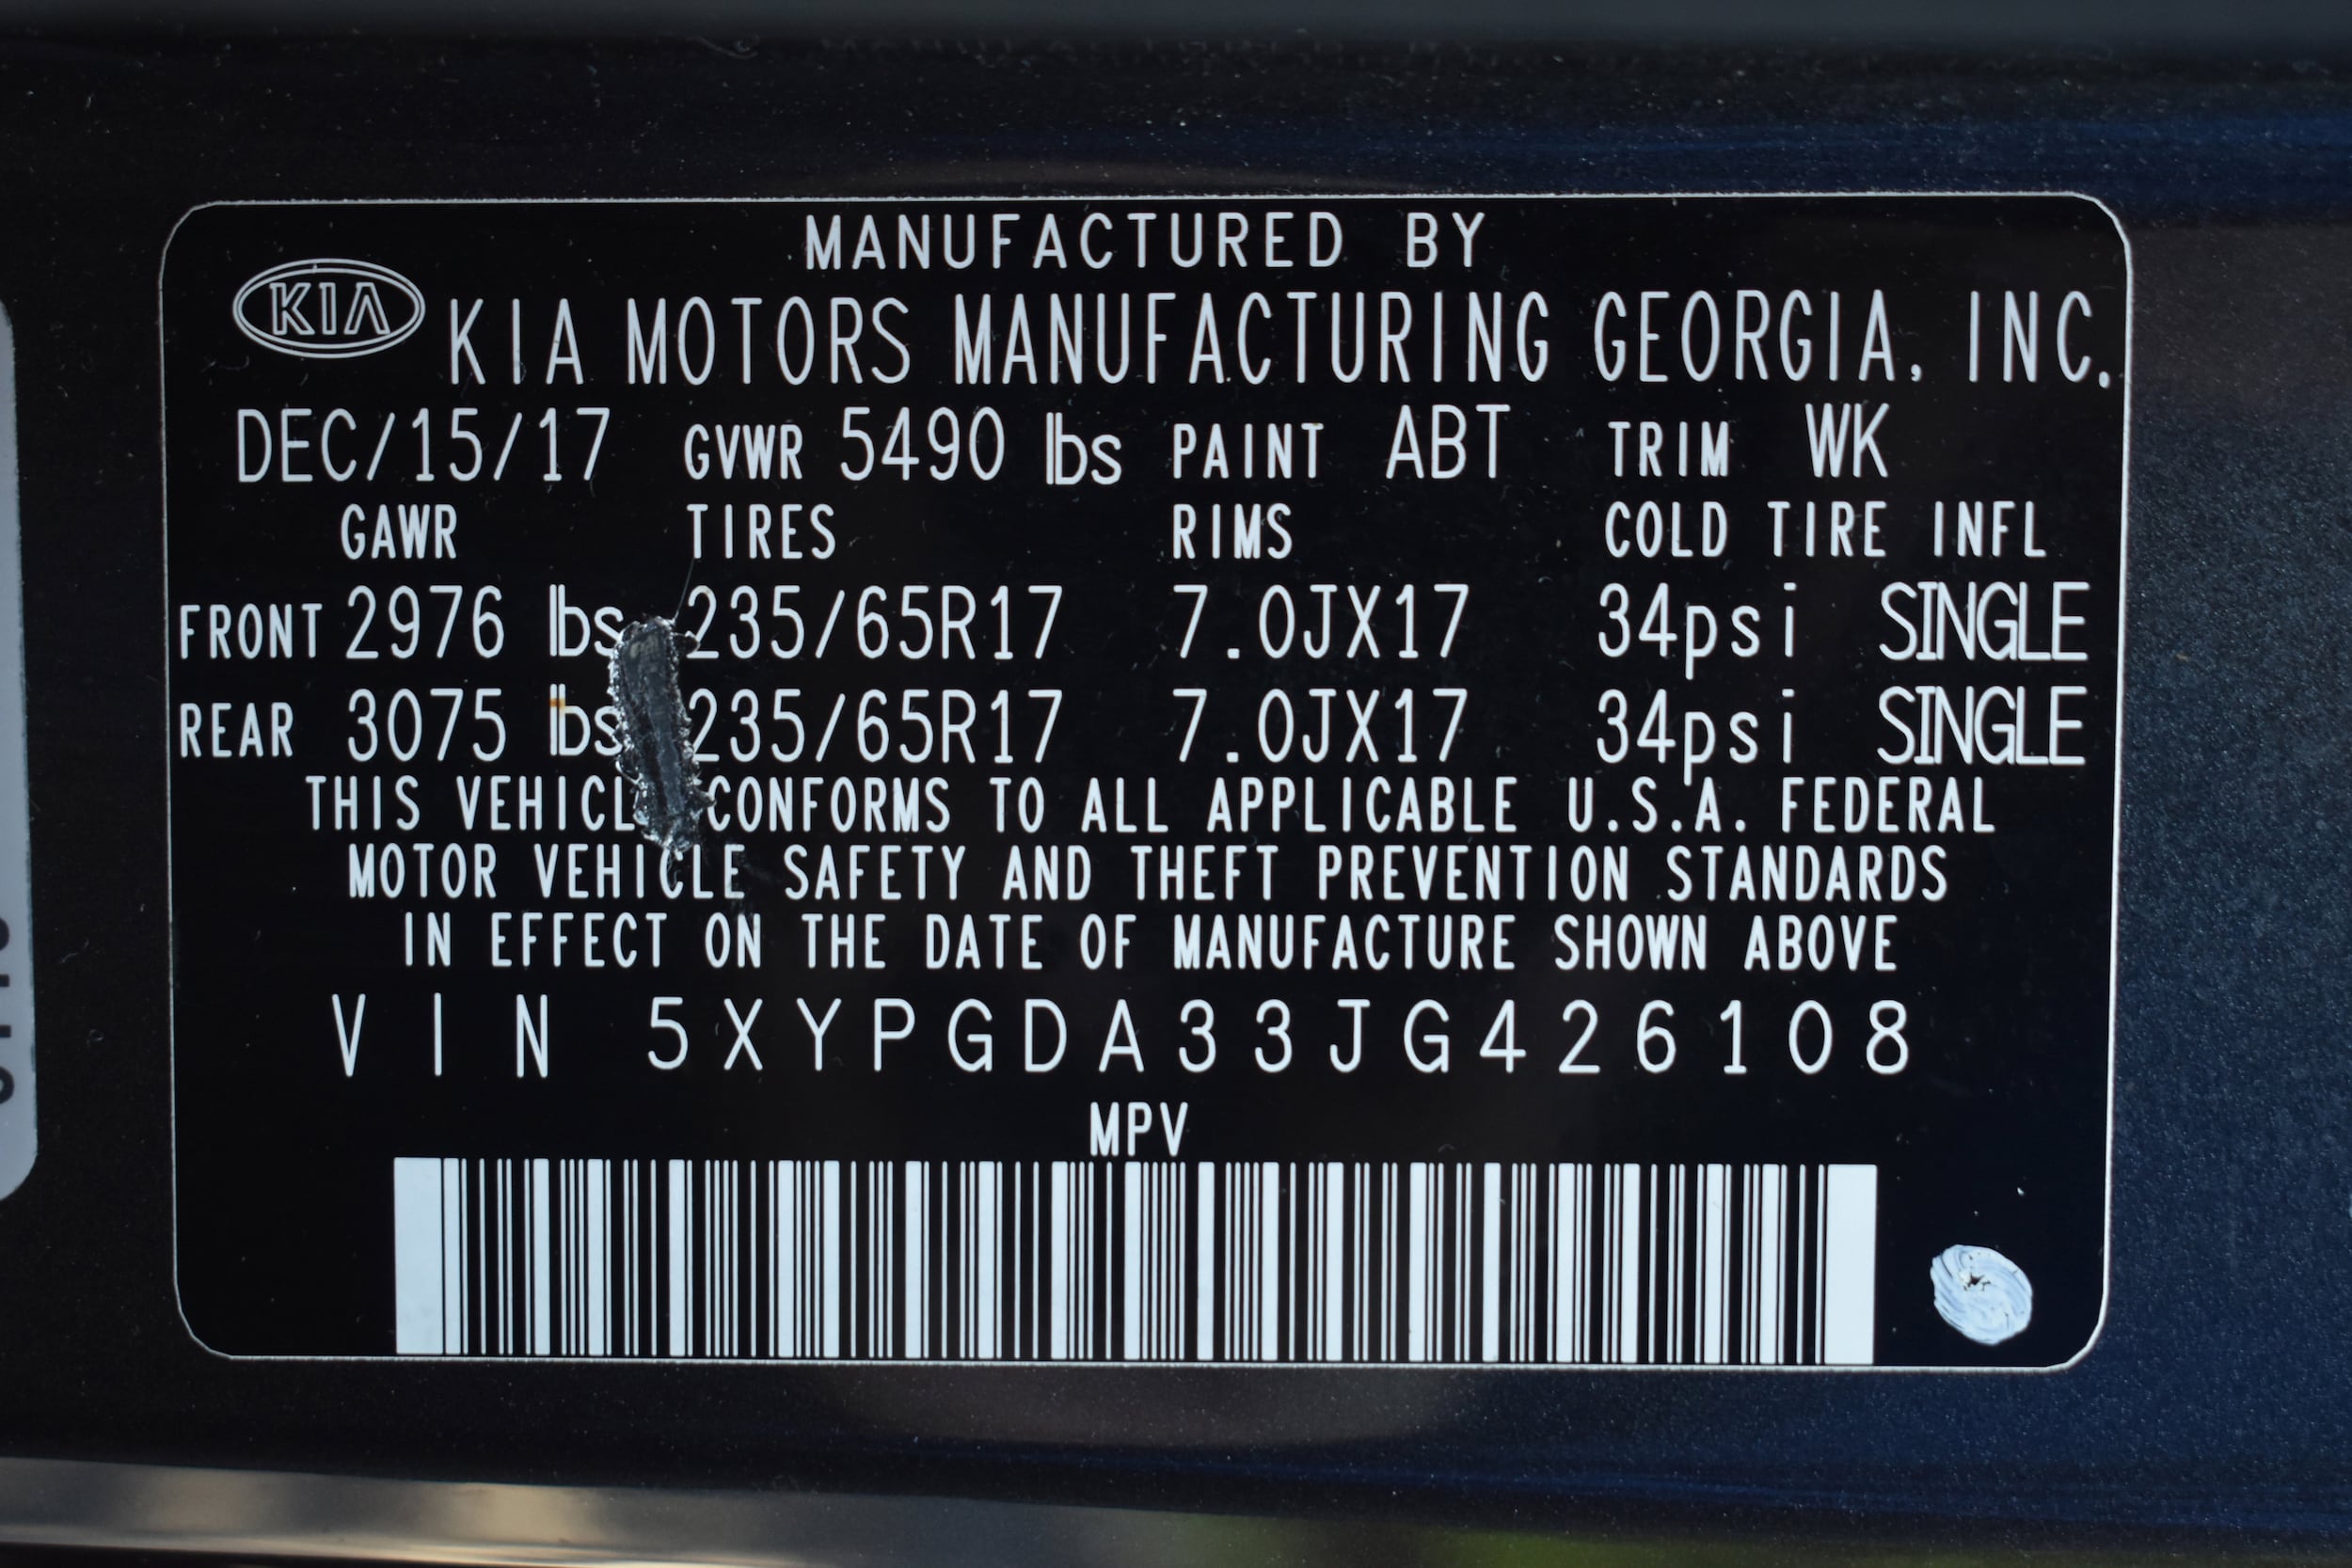 MANUFACTURED BY
KIA KIA MOTORS MANUFACTURING GEORGIA, INC.
DEC/15/17 GVWR 5490 lbs PAINT ABT TRIM WK
GAWR TIRES RIMS COLD TIRE INFL
FRONT 2976 lbs 235/65R17 7.0JX17 34psi SINGLE
REAR 3075 lbs 235/65R17 7.0JX17 34psi SINGLE
THIS VEHICLE CONFORMS TO ALL APPLICABLE U.S.A. FEDERAL
MOTOR VEHICLE SAFETY AND THEFT PREVENTION STANDARDS
IN EFFECT ON THE DATE OF MANUFACTURE SHOWN ABOVE
VIN 5XYPGDA33JG426108
MPV